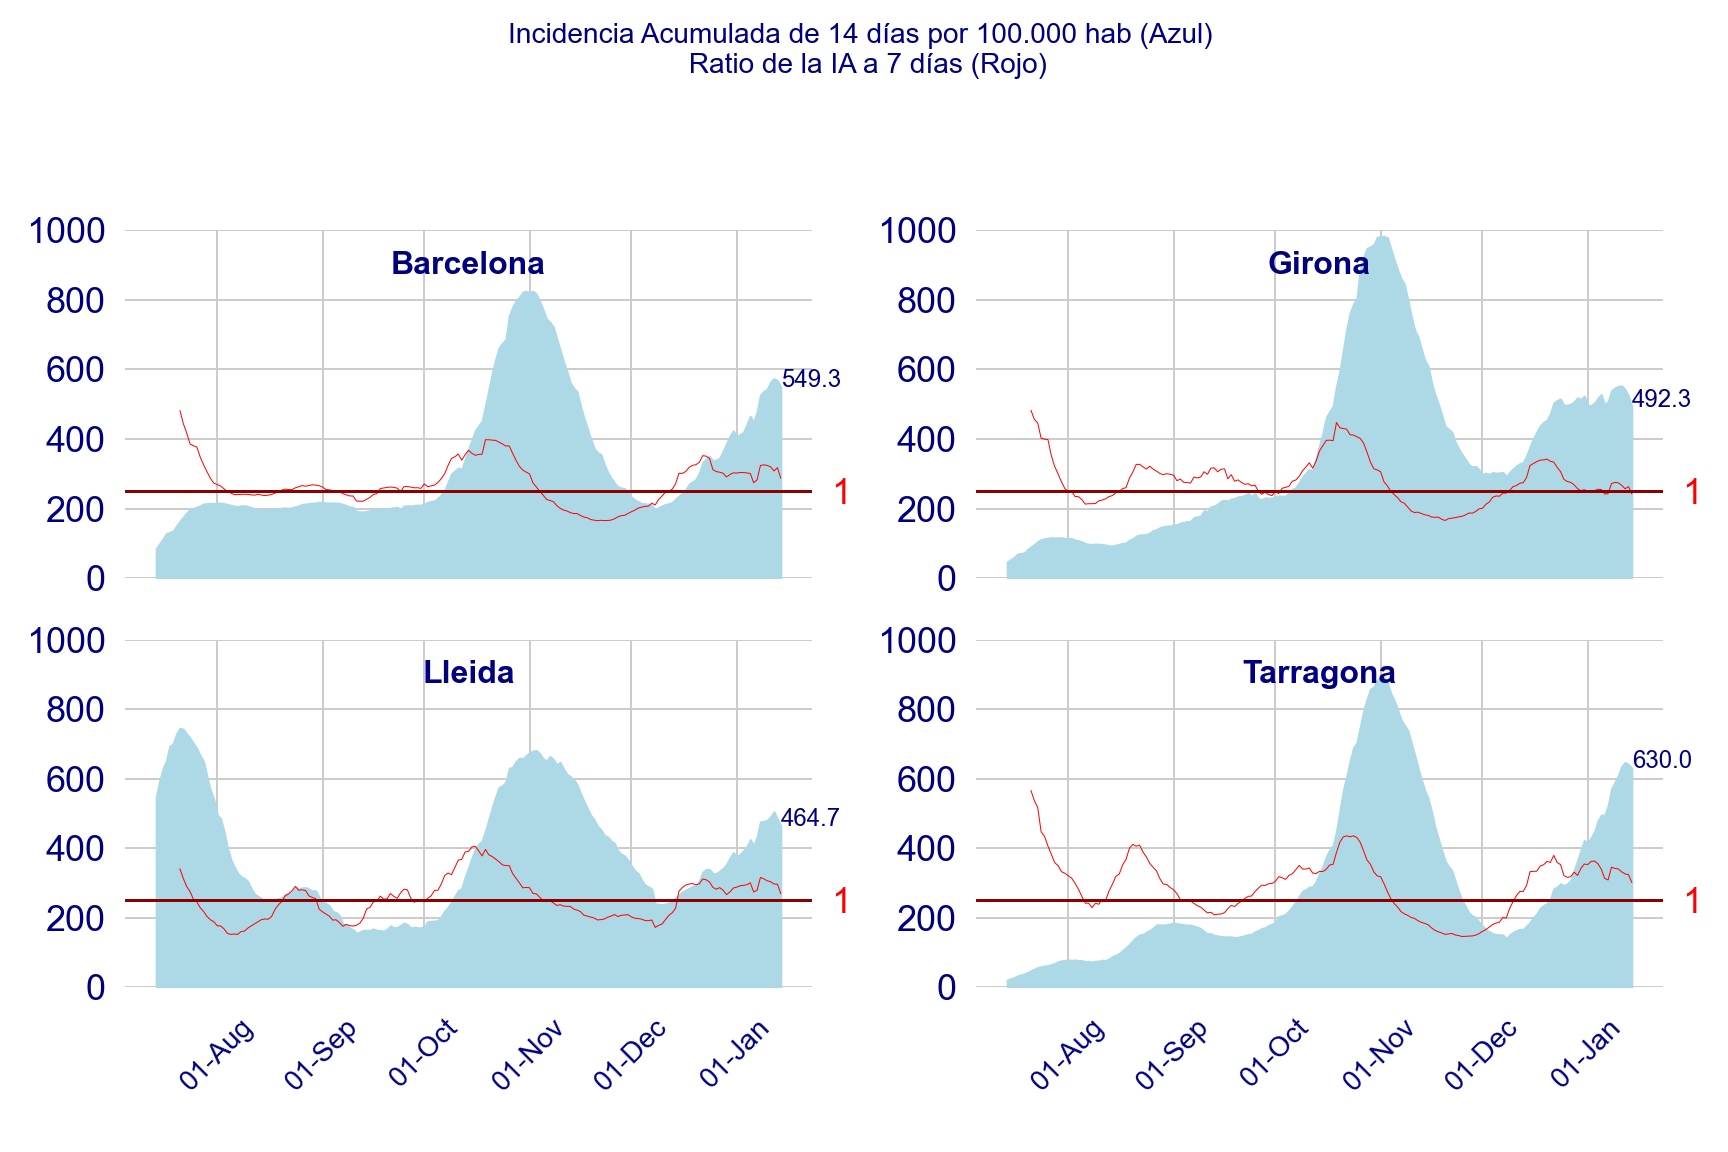 Incidencia Acumulada de 14 días por 100.000 hab (Azul)
Ratio de la IA a 7 días (Rojo)
1000
800
600
400
200
0
Barcelona
549.3
1
1000
800
600
400
200
0
Girona
492.3
1
1000
800
600
400
200
0
Lleida
464.7
1
01-Aug
01-Sep
01-Oct
01-Nov
01-Dec
01-Jan
1000
800
600
400
200
0
Tarragona
630.0
1
01-Aug
01-Sep
01-Oct
01-Nov
01-Dec
01-Jan